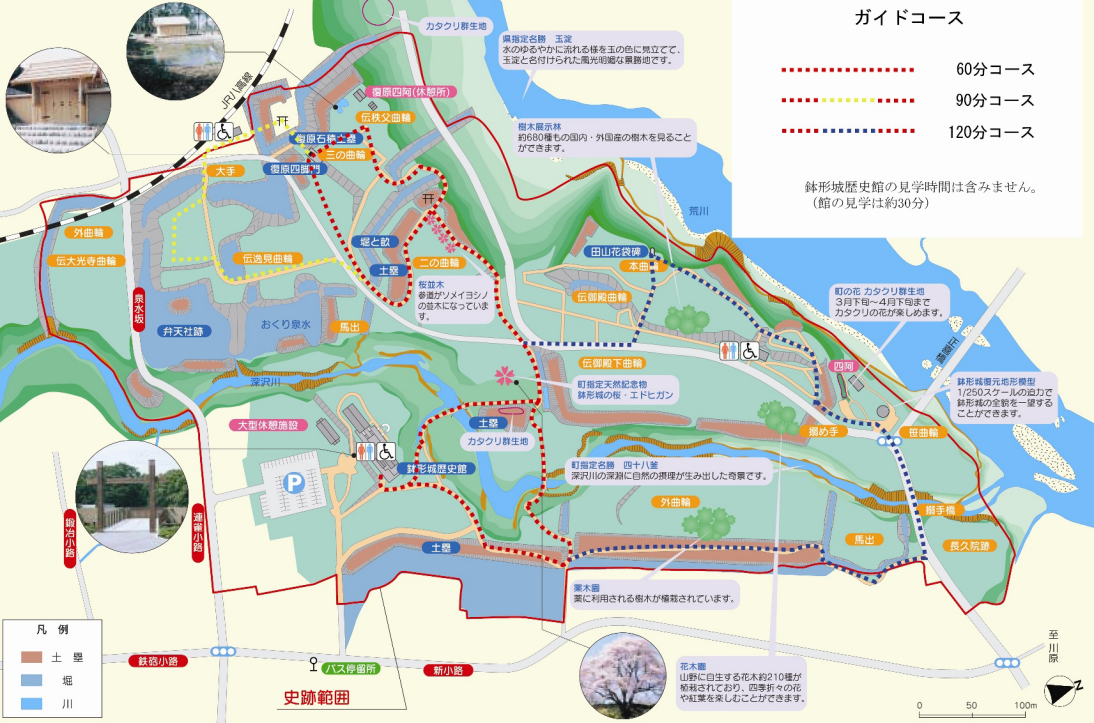 ガイドコース
60分コース
90分コース
120分コース
鉢形城歴史館の見学時間は含みません。
（館の見学は約30分）
カタクリ群生地
県指定名勝 玉淀
水のゆるやかに流れる様を玉の色に見立てて、
玉淀と名付けられた風光明媚な景勝地です。
JR八高線
復原四阿(休憩所)
伝秩父曲輪
樹木展示林
約680種もの国内・外国産の樹木を見ること
ができます。
復原石積土塁
三の曲輪
復原四脚門
大手
荒川
外曲輪
伝大光寺曲輪
伝逸見曲輪
堀と畝
土塁
二の曲輪
桜並木
参道がソメイヨシノ
の並木になっていま
す。
田山花袋碑
本曲輪
伝御殿曲輪
町の花 カタクリ群生地
3月下旬～4月下旬まで
カタクリの花が楽しめます。
泉水坂
弁天社跡
おくり泉水
馬出
正喜橋
伝御殿下曲輪
四阿
深沢川
町指定天然記念物
鉢形城の桜・エドヒガン
鉢形城復元地形模型
1/250スケールの迫力で
鉢形城の全貌を一望する
ことができます。
大型休憩施設
土塁
カタクリ群生地
搦め手
笹曲輪
鉢形城歴史館
町指定名勝 四十八釜
深沢川の深淵に自然の摂理が生み出した奇景です。
P
外曲輪
搦手橋
鍛冶小路
連雀小路
土塁
馬出
長久院跡
薬木園
薬に利用される樹木が植栽されています。
凡 例
土 塁
堀
川
鉄砲小路
バス停留所
新小路
史跡範囲
花木園
山野に自生する花木約210種が
植栽されており、四季折々の花
や紅葉を楽しむことができます。
至川原
Z
0 50 100m